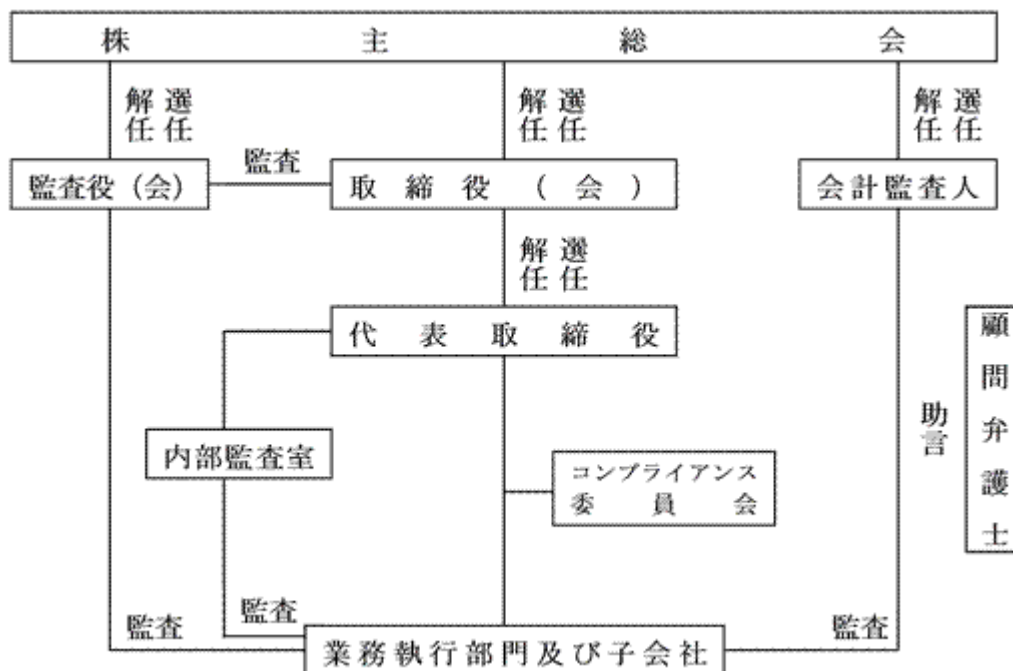 株主総会
選任
解任
選任
解任
選任
解任
監査役（会）
監査
取締役（会）
会計監査人
選任
解任
代表取締役
顧問弁護士
助言
内部監査室
コンプライアンス
委員会
監査
監査
監査
業務執行部門及び子会社